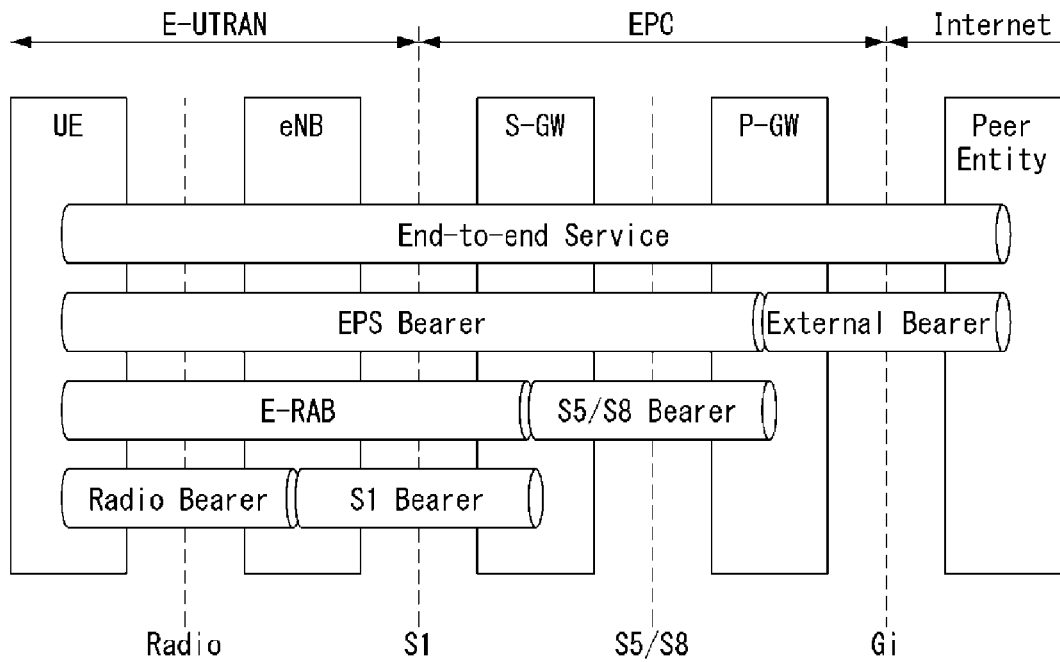 E-UTRAN EPC Internet
UE eNB S-GW P-GW Peer
Entity
End-to-end Service
EPS Bearer External Bearer
E-RAB S5/S8 Bearer
Radio Bearer S1 Bearer
Radio S1 S5/S8 Gi